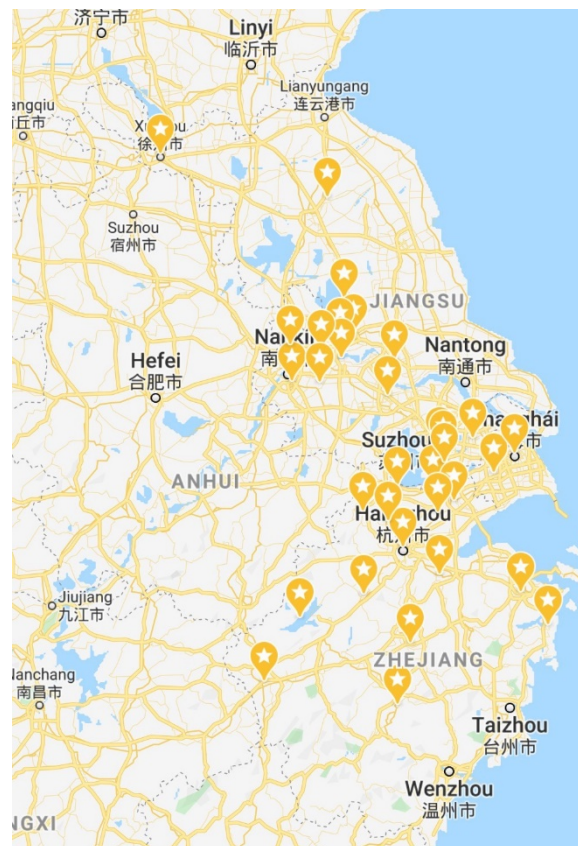 济宁市
Linyi
临沂市
Lianyungang
连云港市
angqiu
丘市
Suzhou
宿州市
JIANGSU
Nantong
南通市
Hefei
合肥市
Suzhou
ANHUI
杭州市
Jiujiang
九江市
ZHEJIANG
Nanchang
南昌市
Taizhou
台州市
Wenzhou
温州市
NGXI